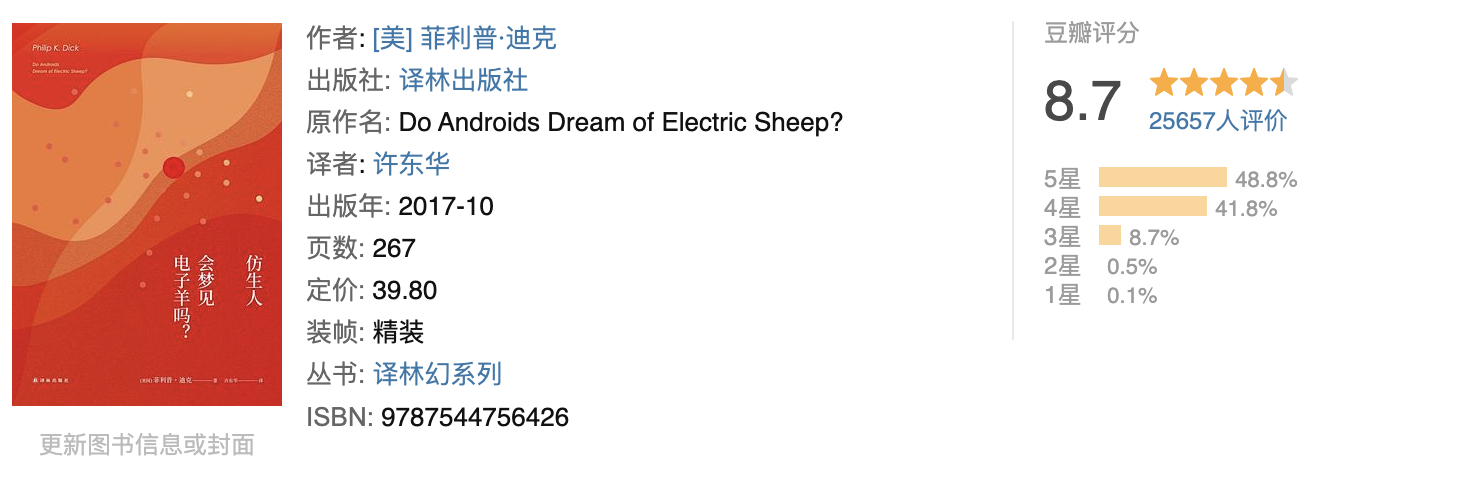 Philip K. Dick
Do Androids
Dream of Electric Sheep?
仿生人
会梦见
电子羊吗？
译林出版社
[美国]菲利普·迪克 著 许东华 译
更新图书信息或封面
作者: [美] 菲利普·迪克
出版社: 译林出版社
原作名: Do Androids Dream of Electric Sheep?
译者: 许东华
出版年: 2017-10
页数: 267
定价: 39.80
装帧: 精装
丛书: 译林幻系列
ISBN: 9787544756426
豆瓣评分
8.7
25657人评价
5星 48.8%
4星 41.8%
3星 8.7%
2星 0.5%
1星 0.1%